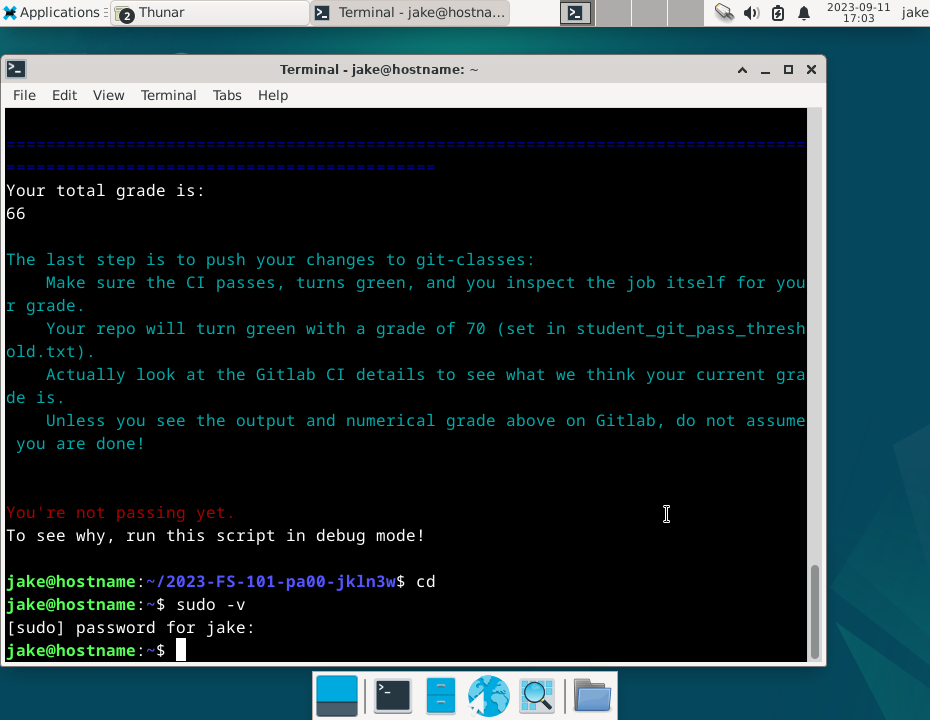 Applications
2
Thunar
Terminal - jake@hostna...
2023-09-11
17:03
jake
Terminal - jake@hostname: ~
File Edit View Terminal Tabs Help
================================================================================
===========================================
Your total grade is:
66
The last step is to push your changes to git-classes:
    Make sure the CI passes, turns green, and you inspect the job itself for you
r grade.
    Your repo will turn green with a grade of 70 (set in student_git_pass_thresh
old.txt).
    Actually look at the Gitlab CI details to see what we think your current gra
de is.
    Unless you see the output and numerical grade above on Gitlab, do not assume
 you are done!
You're not passing yet.
To see why, run this script in debug mode!
jake@hostname:~/2023-FS-101-pa00-jkln3w$ cd
jake@hostname:~$ sudo -v
[sudo] password for jake:
jake@hostname:~$